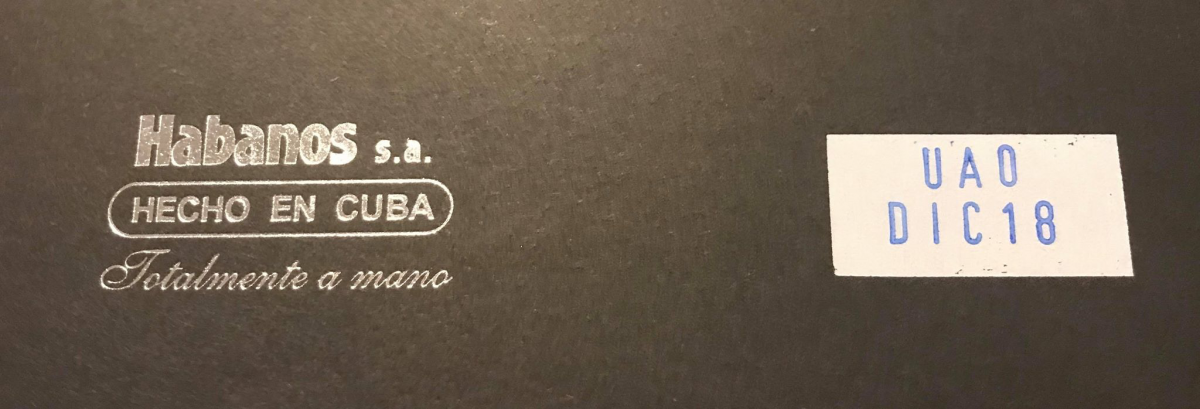 Habanos s.a.
HECHO EN CUBA
Totalmente a mano
UAO
DIC18